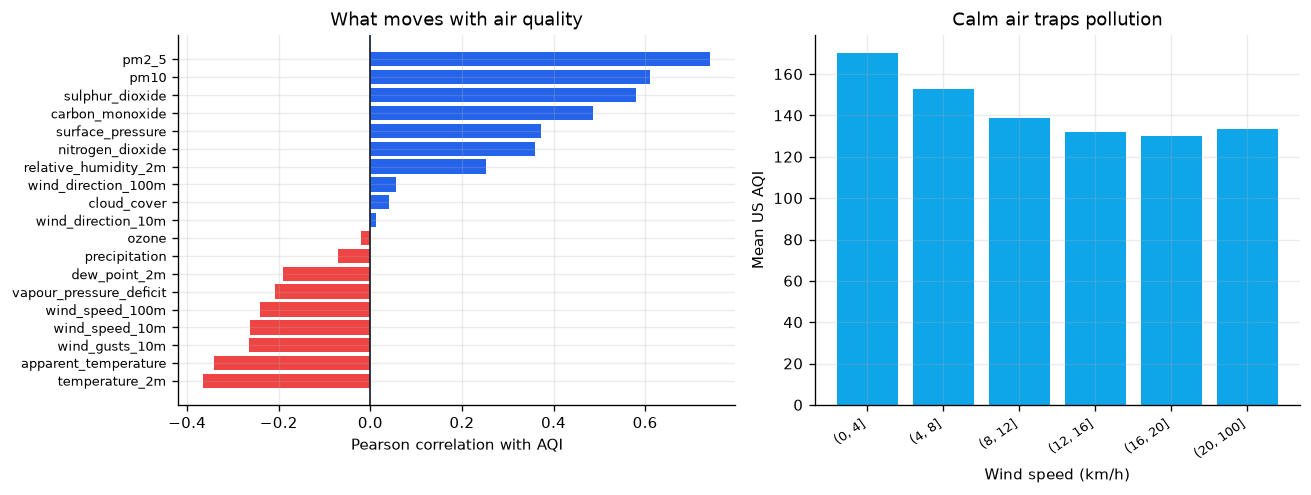 What moves with air quality
pm2_5
pm10
sulphur_dioxide
carbon_monoxide
surface_pressure
nitrogen_dioxide
relative_humidity_2m
wind_direction_100m
cloud_cover
wind_direction_10m
ozone
precipitation
dew_point_2m
vapour_pressure_deficit
wind_speed_100m
wind_speed_10m
wind_gusts_10m
apparent_temperature
temperature_2m
−0.4 −0.2 0.0 0.2 0.4 0.6
Pearson correlation with AQI
Calm air traps pollution
Mean US AQI
160
140
120
100
80
60
40
20
0
(0, 4] (4, 8] (8, 12] (12, 16] (16, 20] (20, 100]
Wind speed (km/h)